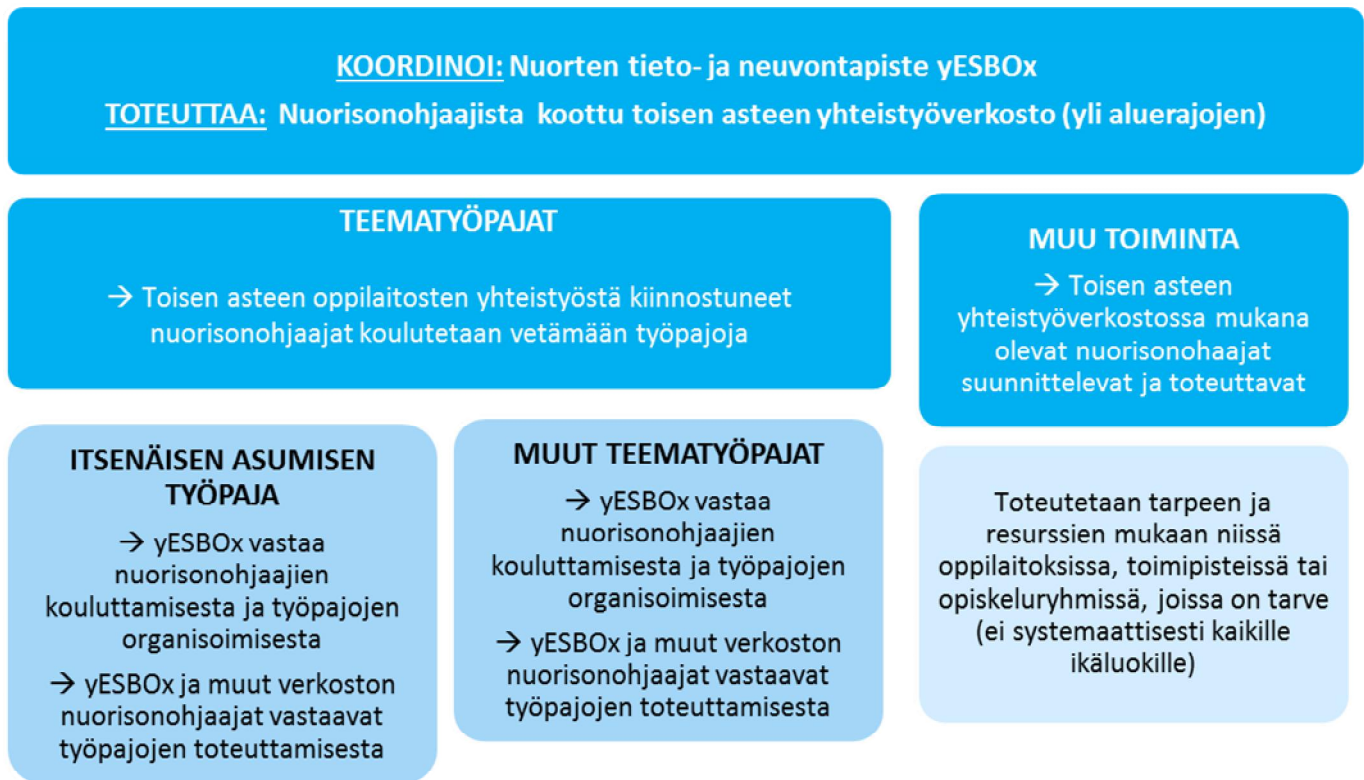 KOORDINOI: Nuorten tieto- ja neuvontapiste yESBOx
TOTEUTTAA: Nuorisonohjaajista koottu toisen asteen yhteistyöverkosto (yli aluerajojen)
TEEMATYÖPAJAT
→ Toisen asteen oppilaitosten yhteistyöstä kiinnostuneet
nuorisonohjaajat koulutetaan vetämään työpajoja
MUU TOIMINTA
→ Toisen asteen
yhteistyöverkostossa mukana
olevat nuorisonohaajat
suunnittelevat ja toteuttavat
ITSENÄISEN ASUMISEN
TYÖPAJA
→ yESBOx vastaa
nuorisonohjaajien
kouluttamisesta ja työpajojen
organisoimisesta
→ yESBOx ja muut verkoston
nuorisonohjaajat vastaavat
työpajojen toteuttamisesta
MUUT TEEMATYÖPAJAT
→ yESBOx vastaa
nuorisonohjaajien
kouluttamisesta ja työpajojen
organisoimisesta
→ yESBOx ja muut verkoston
nuorisonohjaajat vastaavat
työpajojen toteuttamisesta
Toteutetaan tarpeen ja
resurssien mukaan niissä
oppilaitoksissa, toimipisteissä tai
opiskeluryhmissä, joissa on tarve
(ei systemaattisesti kaikille
ikäluokille)